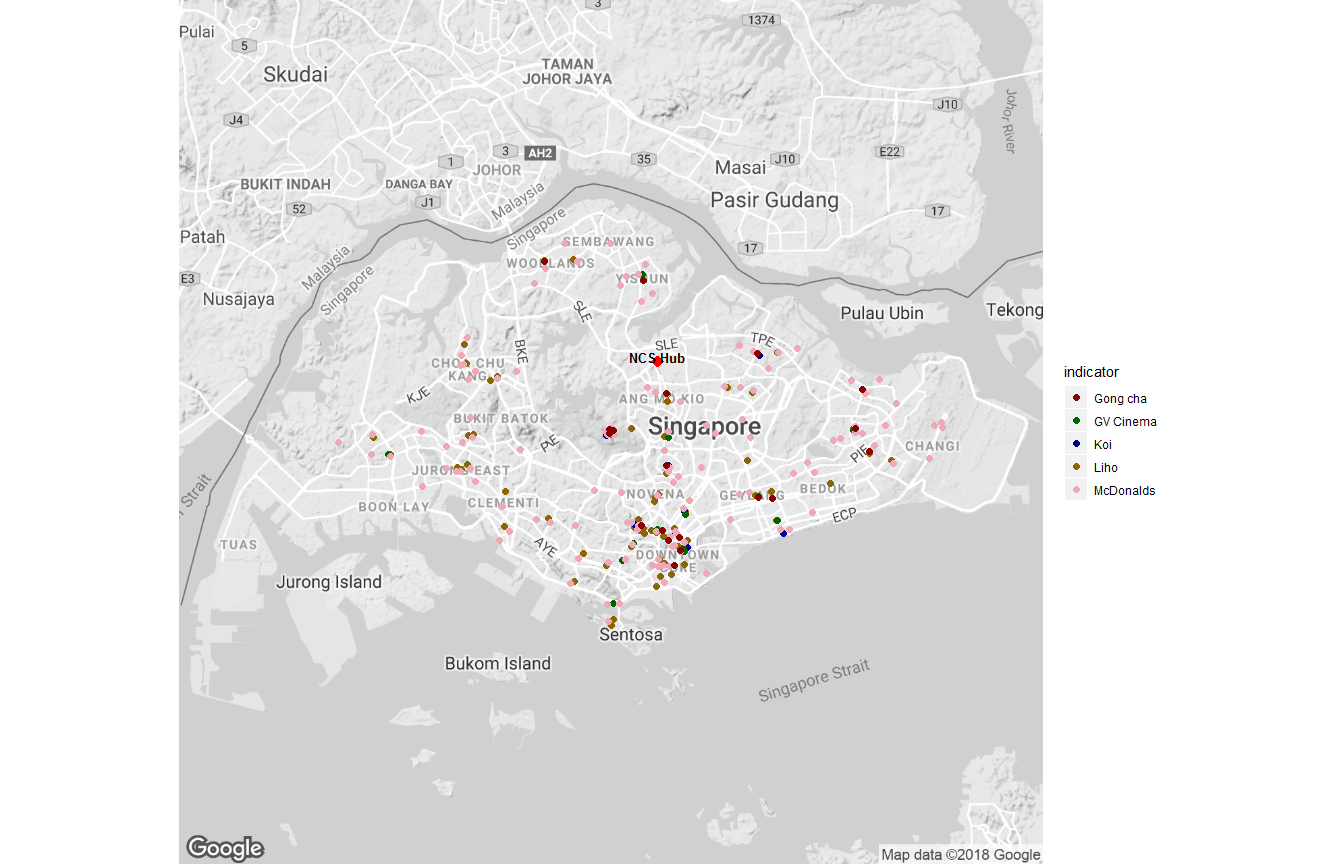 3
1374
Pulai
5
TAMAN
JOHOR JAYA
Skudai
J10
Johor River
J4
3
AH2
35
J10
E22
1
JOHOR
Masai
BUKIT INDAH
DANGA BAY
J1
Malaysia
Pasir Gudang
52
17
Singapore
Patah
SEMBAWANG
17
Malaysia
WOODLANDS
E3
Singapore
YISHUN
Nusajaya
SLE
Pulau Ubin
Tekong
BKE
SLE
TPE
NCS Hub
CHOA CHU
KANG
KJE
ANG MO KIO
BUKIT BATOK
Singapore
PIE
CHANGI
PIE
JURONG EAST
NOVENA
GEYLANG
BEDOK
BOON LAY
CLEMENTI
ECP
TUAS
AYE
DOWNTOWN
CORE
Jurong Island
Sentosa
Bukom Island
Singapore Strait
Google
Map data ©2018 Google
indicator
Gong cha
GV Cinema
Koi
Liho
McDonalds